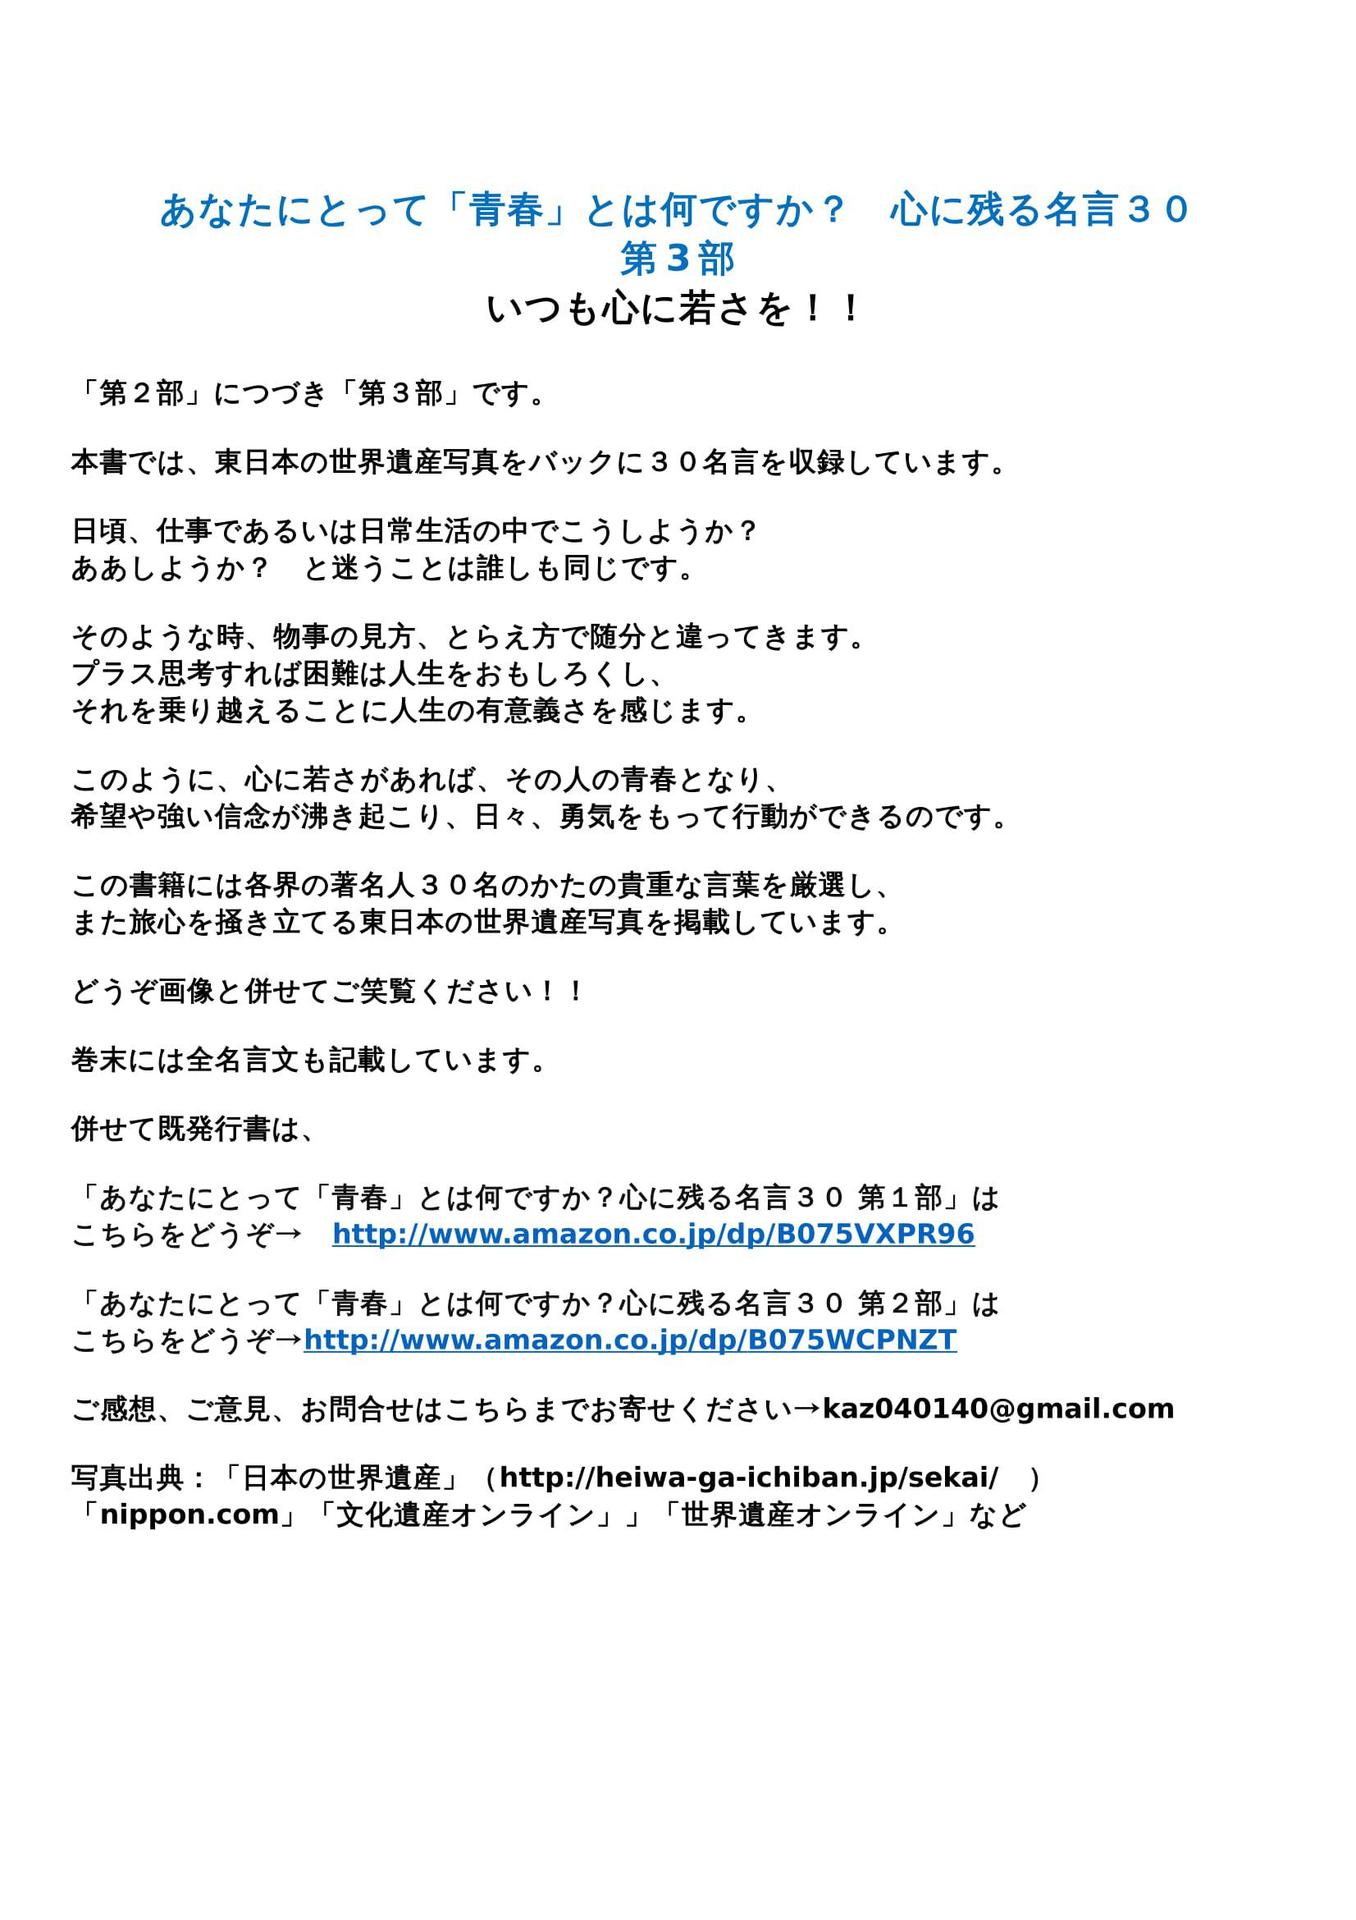 あなたにとって「青春」とは何ですか？　心に残る名言３０
第３部
いつも心に若さを！！
「第２部」につづき「第３部」です。
本書では、東日本の世界遺産写真をバックに３０名言を収録しています。
日頃、仕事であるいは日常生活の中でこうしようか？
ああしようか？　と迷うことは誰しも同じです。
そのような時、物事の見方、とらえ方で随分と違ってきます。
プラス思考すれば困難は人生をおもしろくし、
それを乗り越えることに人生の有意義さを感じます。
このように、心に若さがあれば、その人の青春となり、
希望や強い信念が沸き起こり、日々、勇気をもって行動ができるのです。
この書籍には各界の著名人３０名のかたの貴重な言葉を厳選し、
また旅心を掻き立てる東日本の世界遺産写真を掲載しています。
どうぞ画像と併せてご笑覧ください！！
巻末には全名言文も記載しています。
併せて既発行書は、
「あなたにとって「青春」とは何ですか？心に残る名言３０ 第１部」は
こちらをどうぞ→　http://www.amazon.co.jp/dp/B075VXPR96
「あなたにとって「青春」とは何ですか？心に残る名言３０ 第２部」は
こちらをどうぞ→http://www.amazon.co.jp/dp/B075WCPNZT
ご感想、ご意見、お問合せはこちらまでお寄せください→kaz040140@gmail.com
写真出典：「日本の世界遺産」（http://heiwa-ga-ichiban.jp/sekai/　）
「nippon.com」「文化遺産オンライン」」「世界遺産オンライン」など